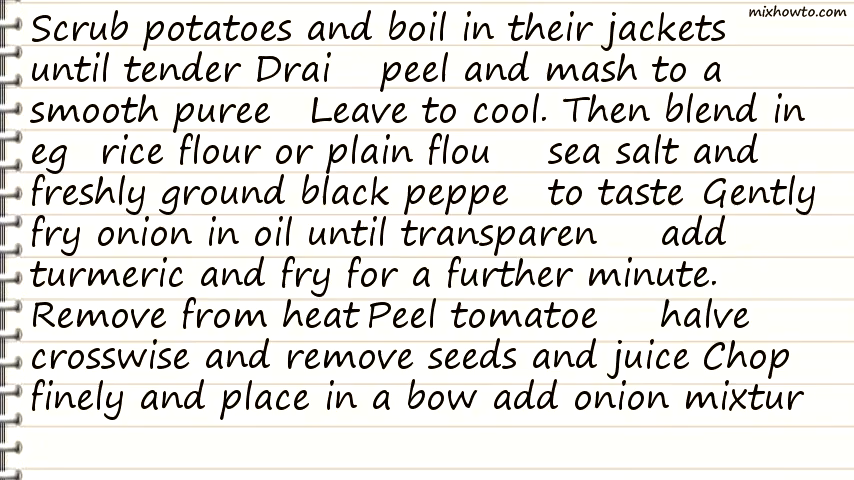 mixhowto.com
Scrub potatoes and boil in their jackets
until tender Drai peel and mash to a
smooth puree Leave to cool. Then blend in
eg rice flour or plain flou sea salt and
freshly ground black peppe to taste Gently
fry onion in oil until transparen add
turmeric and fry for a further minute.
Remove from heat Peel tomatoe halve
crosswise and remove seeds and juice Chop
finely and place in a bow add onion mixtur